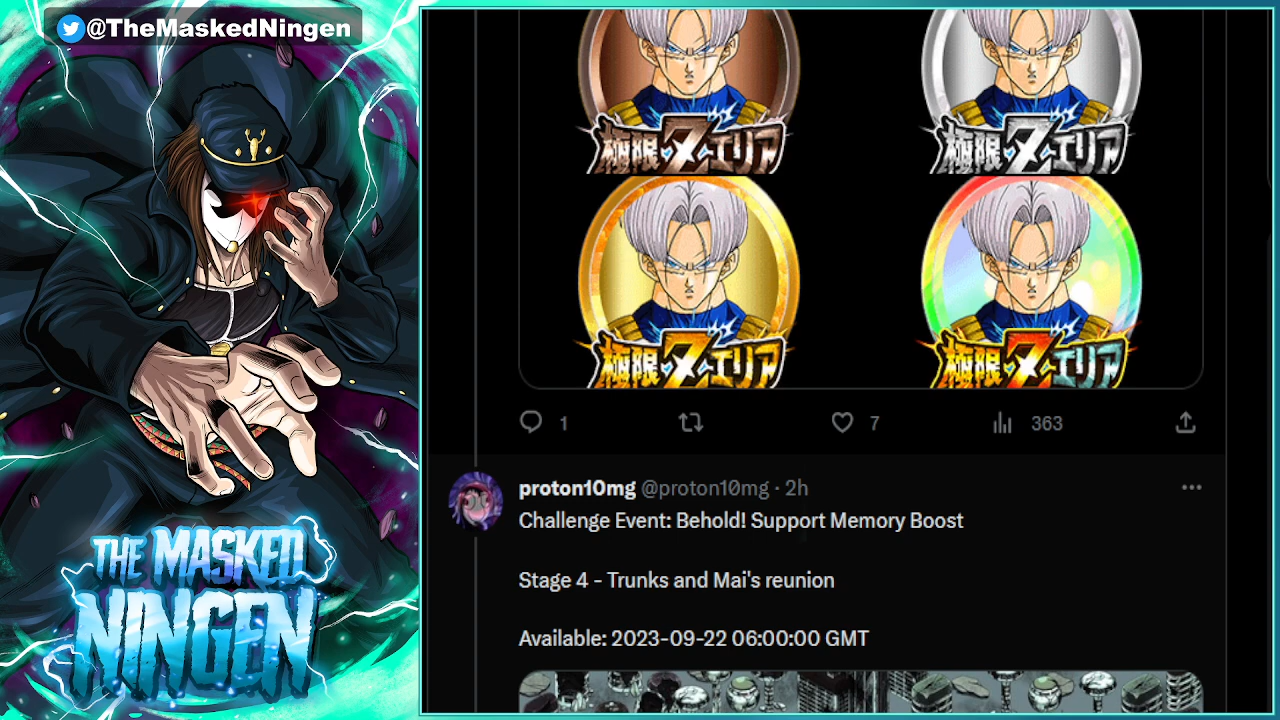 @TheMaskedNingen
極限Zエリア
極限Zエリア
極限Zエリア
極限Zエリア
1
7
363
proton10mg @proton10mg · 2h
Challenge Event: Behold! Support Memory Boost
Stage 4 - Trunks and Mai's reunion
Available: 2023-09-22 06:00:00 GMT
THE MASKED
NINGEN